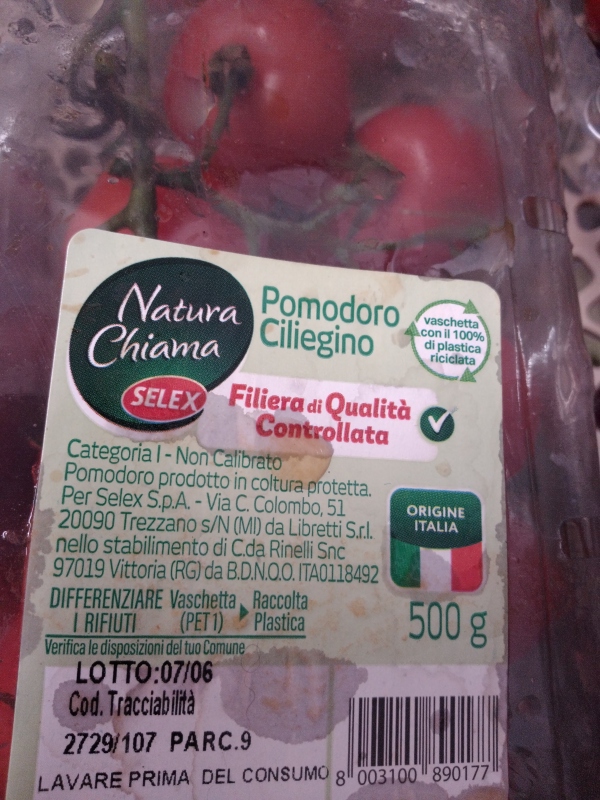 Natura
Chiama
SELEX
Pomodoro
Ciliegino
vaschetta
con il 100%
di plastica
riciclata
Filiera di Qualità
Controllata
Categoria I - Non Calibrato
Pomodoro prodotto in coltura protetta.
Per Selex S.p.A. - Via C. Colombo, 51
20090 Trezzano s/N (MI) da Libretti S.r.l.
nello stabilimento di C.da Rinelli Snc
97019 Vittoria (RG) da B.D.N.O.O. ITA0118492
ORIGINE
ITALIA
DIFFERENZIARE
I RIFIUTI
Vaschetta
(PET 1)
Raccolta
Plastica
500 g
Verifica le disposizioni del tuo Comune
LOTTO:07/06
Cod. Tracciabilità
2729/107 PARC.9
LAVARE PRIMA DEL CONSUMO
8 003100 890177